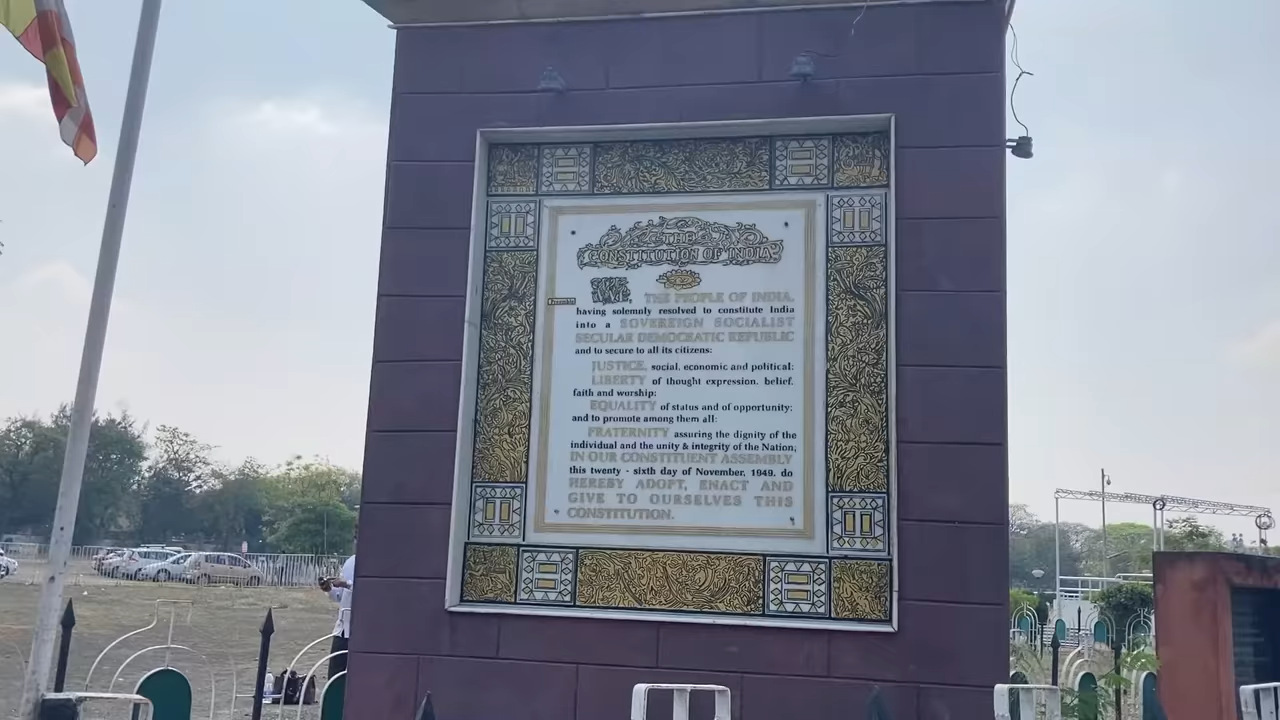 THE
CONSTITUTION OF INDIA
Preamble WE, THE PEOPLE OF INDIA,
having solemnly resolved to constitute India
into a SOVEREIGN SOCIALIST
SECULAR DEMOCRATIC REPUBLIC
and to secure to all its citizens:
JUSTICE, social, economic and political;
LIBERTY of thought expression, belief,
faith and worship;
EQUALITY of status and of opportunity;
and to promote among them all:
FRATERNITY assuring the dignity of the
individual and the unity & integrity of the Nation;
IN OUR CONSTITUENT ASSEMBLY
this twenty - sixth day of November, 1949, do
HEREBY ADOPT, ENACT AND
GIVE TO OURSELVES THIS
CONSTITUTION.